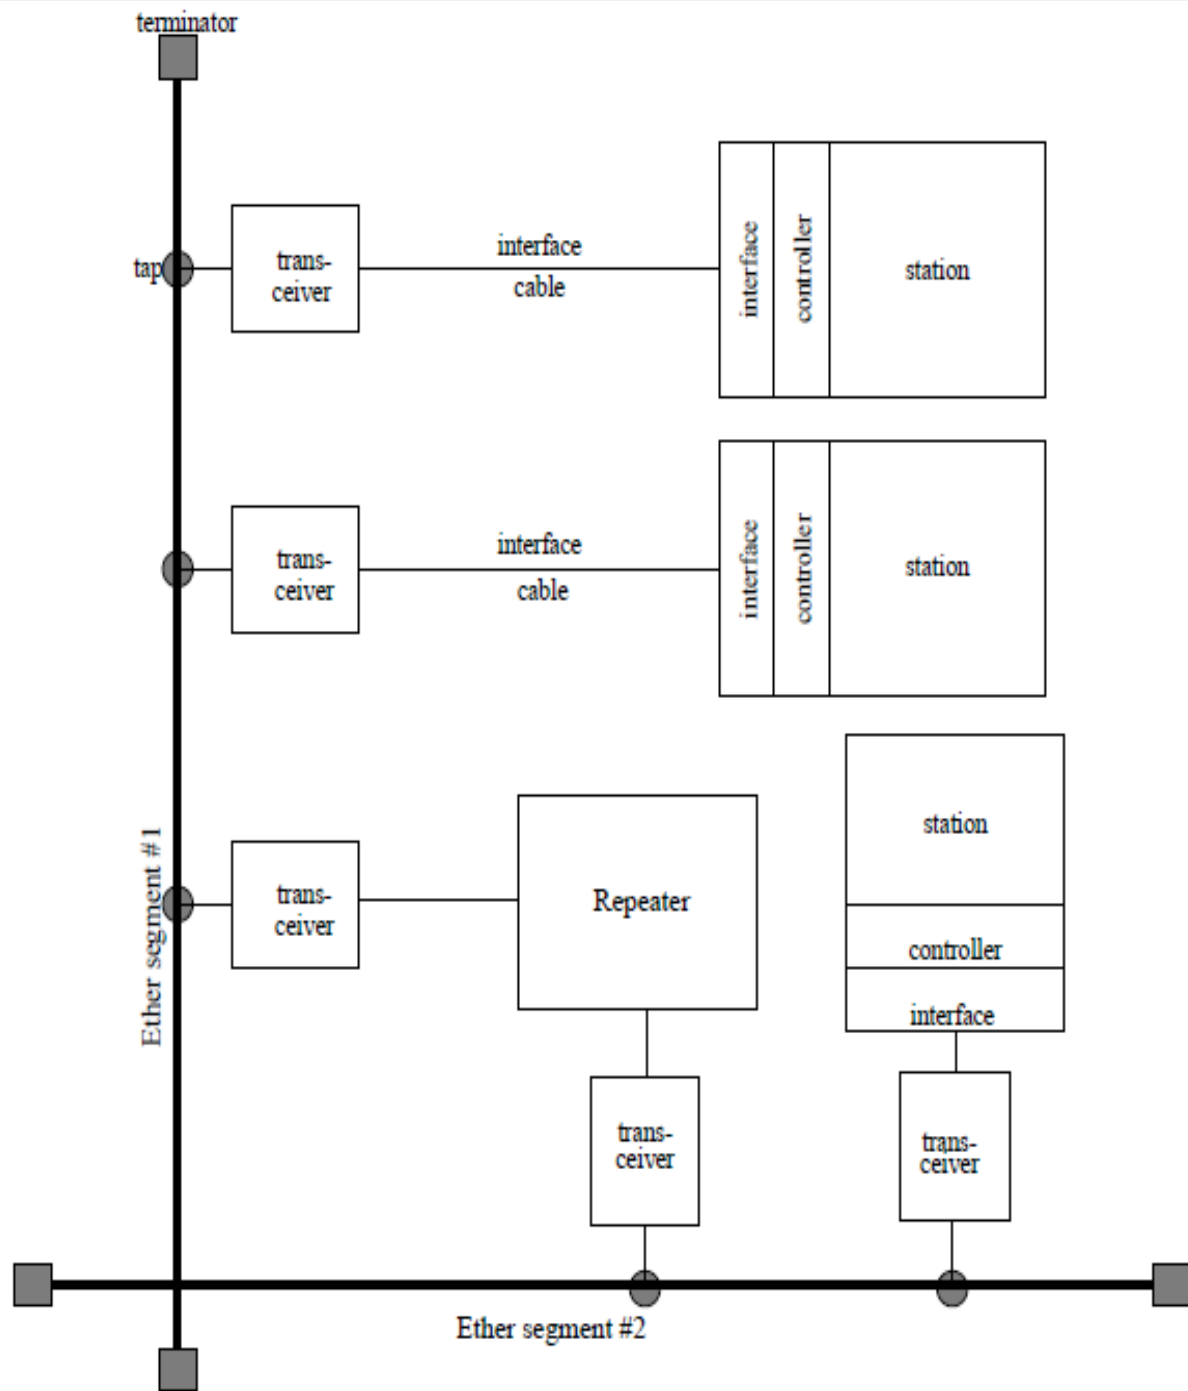 terminator
tap
trans-
ceiver
interface
cable
interface
controller
station
trans-
ceiver
interface
cable
interface
controller
station
Ether segment #1
trans-
ceiver
Repeater
station
controller
interface
trans-
ceiver
trans-
ceiver
Ether segment #2